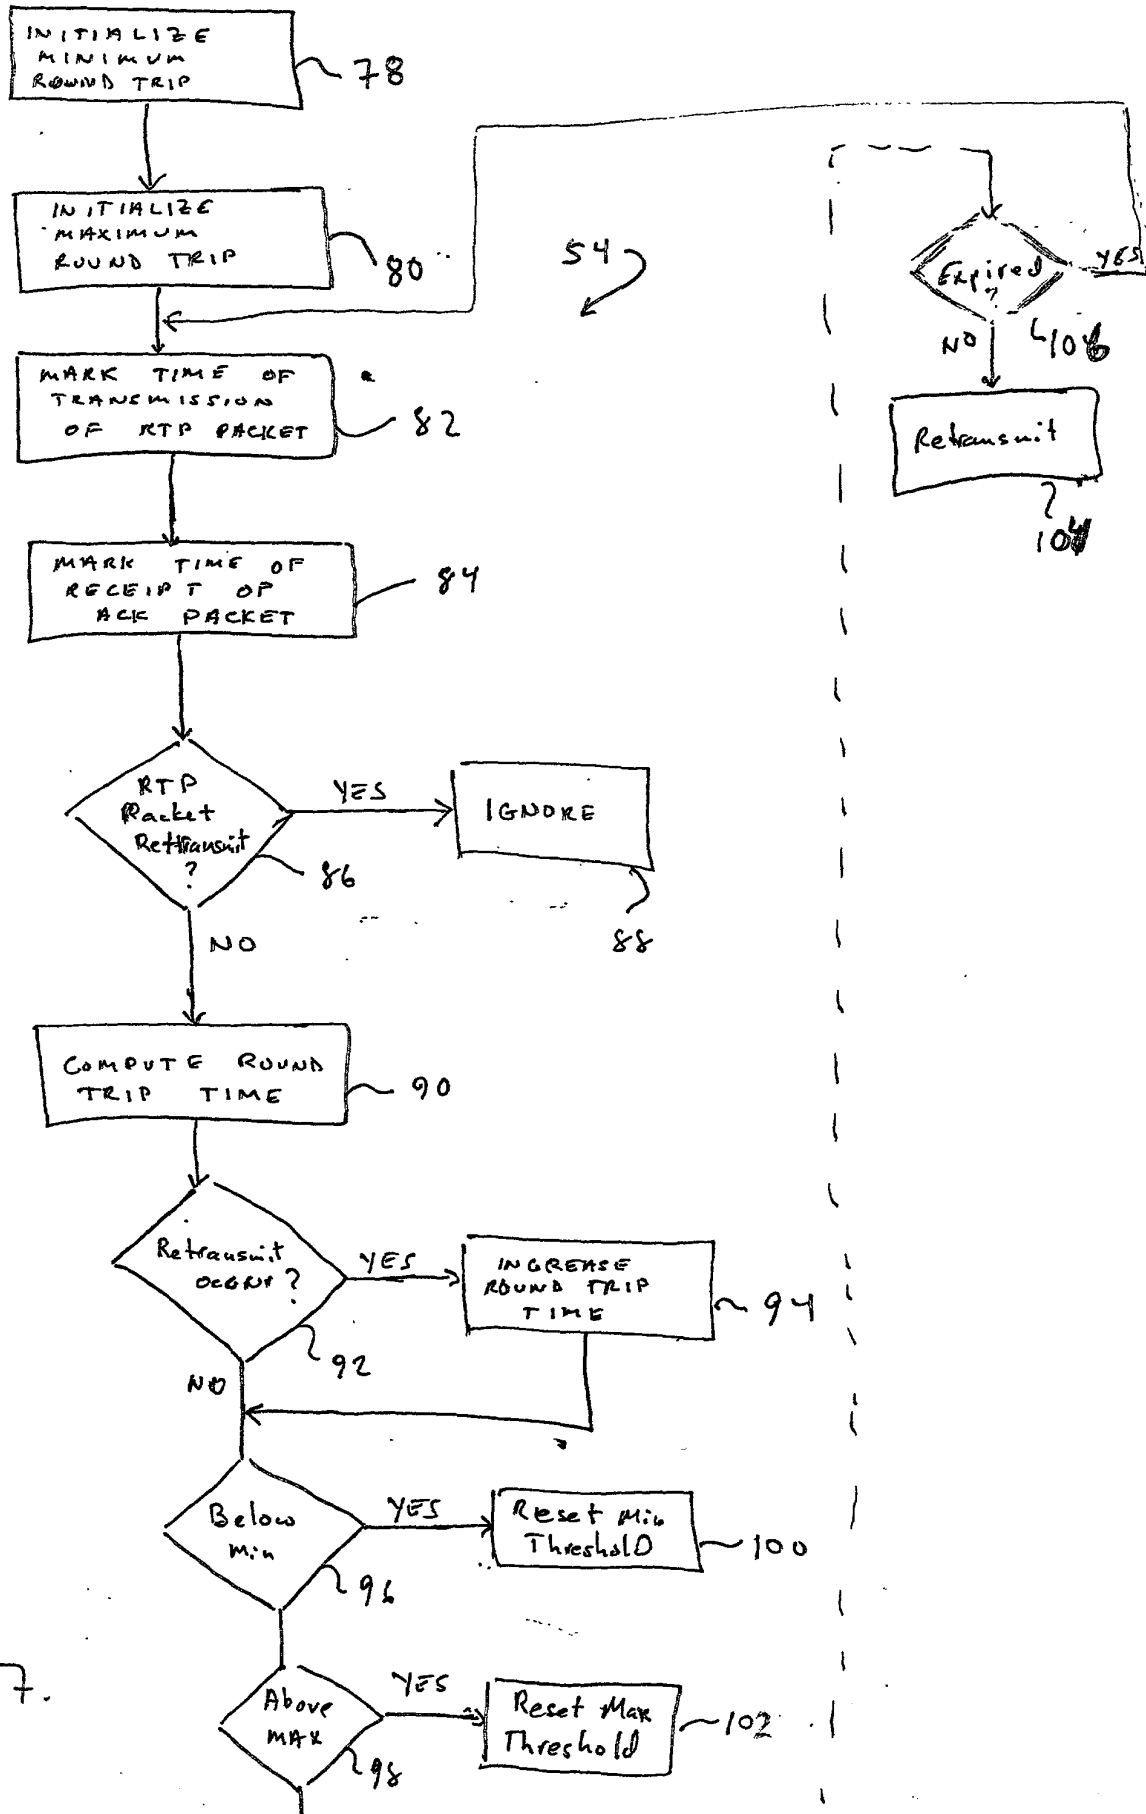 INITIALIZE
MINIMUM
ROUND TRIP
78
INITIALIZE
MAXIMUM
ROUND TRIP
80
54
Expired
?
YES
NO
106
Retransmit
104
MARK TIME OF
TRANSMISSION
OF RTP PACKET
82
MARK TIME OF
RECEIPT OF
ACK PACKET
84
RTP
Packet
Rettransmit
?
YES
86
IGNORE
88
NO
COMPUTE ROUND
TRIP TIME
90
Retransmit
?
YES
92
INCREASE
ROUND TRIP
TIME
94
NO
Below
Min
YES
96
Reset Min
Threshold
100
7.
Above
MAX
YES
98
Reset Max
Threshold
102